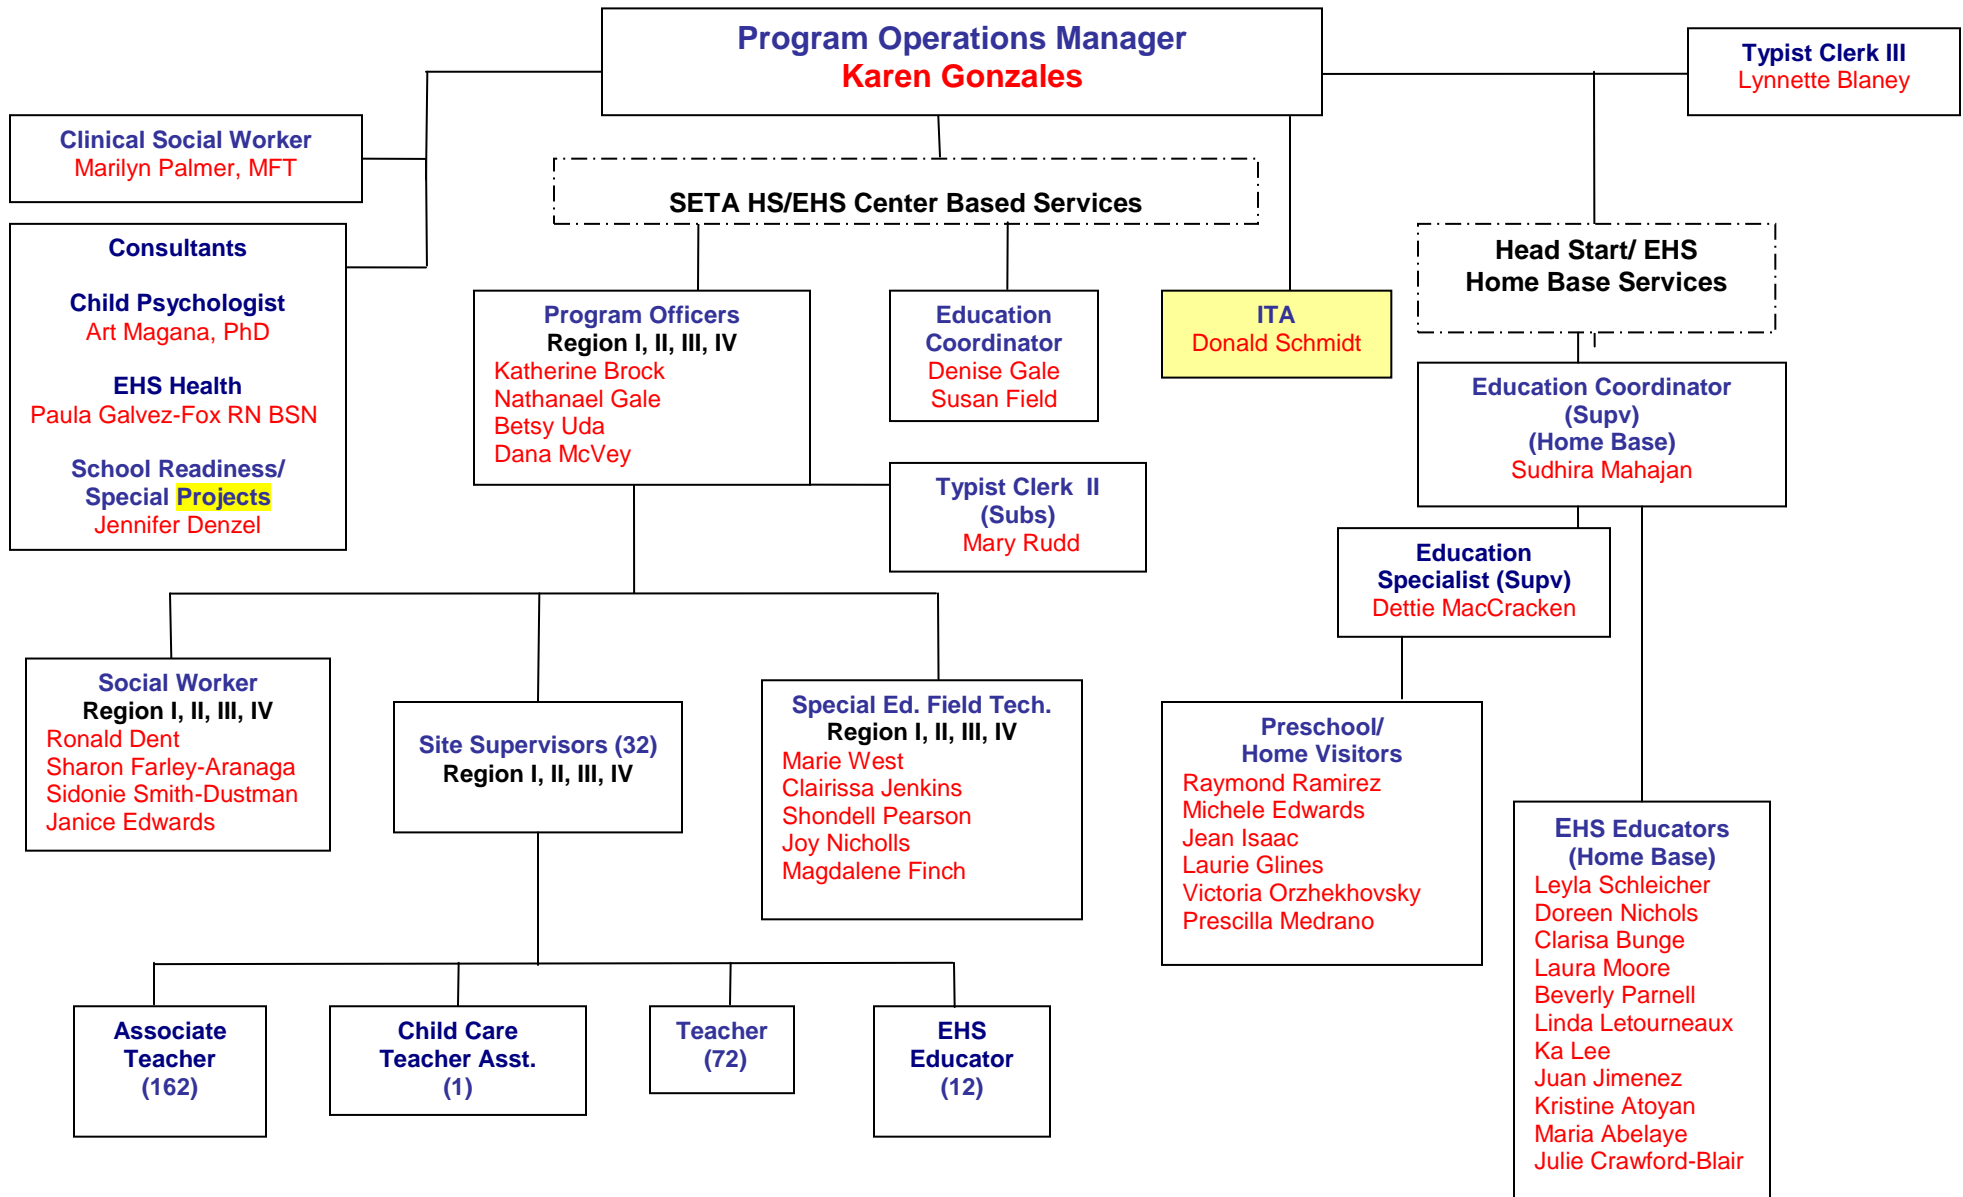 Program Operations Manager
Karen Gonzales
Typist Clerk III
Lynnette Blaney
Clinical Social Worker
Marilyn Palmer, MFT
SETA HS/EHS Center Based Services
Consultants
Child Psychologist
Art Magana, PhD
EHS Health
Paula Galvez-Fox RN BSN
School Readiness/
Special Projects
Jennifer Denzel
Head Start/ EHS
Home Base Services
Program Officers
Region I, II, III, IV
Katherine Brock
Nathanael Gale
Betsy Uda
Dana McVey
Education
Coordinator
Denise Gale
Susan Field
ITA
Donald Schmidt
Education Coordinator
(Supv)
(Home Base)
Sudhira Mahajan
Typist Clerk II
(Subs)
Mary Rudd
Education
Specialist (Supv)
Dettie MacCracken
Social Worker
Region I, II, III, IV
Ronald Dent
Sharon Farley-Aranaga
Sidonie Smith-Dustman
Janice Edwards
Site Supervisors (32)
Region I, II, III, IV
Special Ed. Field Tech.
Region I, II, III, IV
Marie West
Clairissa Jenkins
Shondell Pearson
Joy Nicholls
Magdalene Finch
Preschool/
Home Visitors
Raymond Ramirez
Michele Edwards
Jean Isaac
Laurie Glines
Victoria Orzhekhovsky
Prescilla Medrano
EHS Educators
(Home Base)
Leyla Schleicher
Doreen Nichols
Clarisa Bunge
Laura Moore
Beverly Parnell
Linda Letourneaux
Ka Lee
Juan Jimenez
Kristine Atoyan
Maria Abelaye
Julie Crawford-Blair
Associate
Teacher
(162)
Child Care
Teacher Asst.
(1)
Teacher
(72)
EHS
Educator
(12)